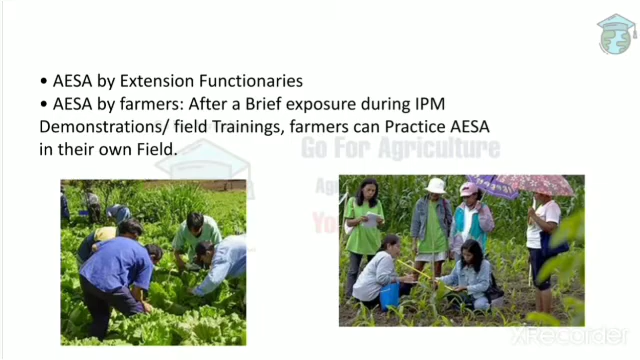 • AESA by Extension Functionaries
• AESA by farmers: After a Brief exposure during IPM
Demonstrations/ field Trainings, farmers can Practice AESA
in their own Field.
Go For Agriculture
XRecorder